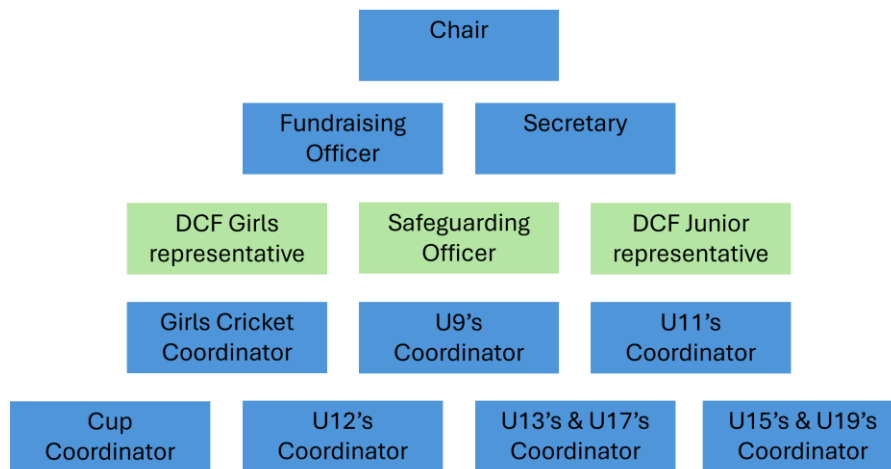 Chair
Fundraising
Officer
Secretary
DCF Girls
representative
Safeguarding
Officer
DCF Junior
representative
Girls Cricket
Coordinator
U9's
Coordinator
U11's
Coordinator
Cup
Coordinator
U12's
Coordinator
U13's & U17's
Coordinator
U15's & U19's
Coordinator